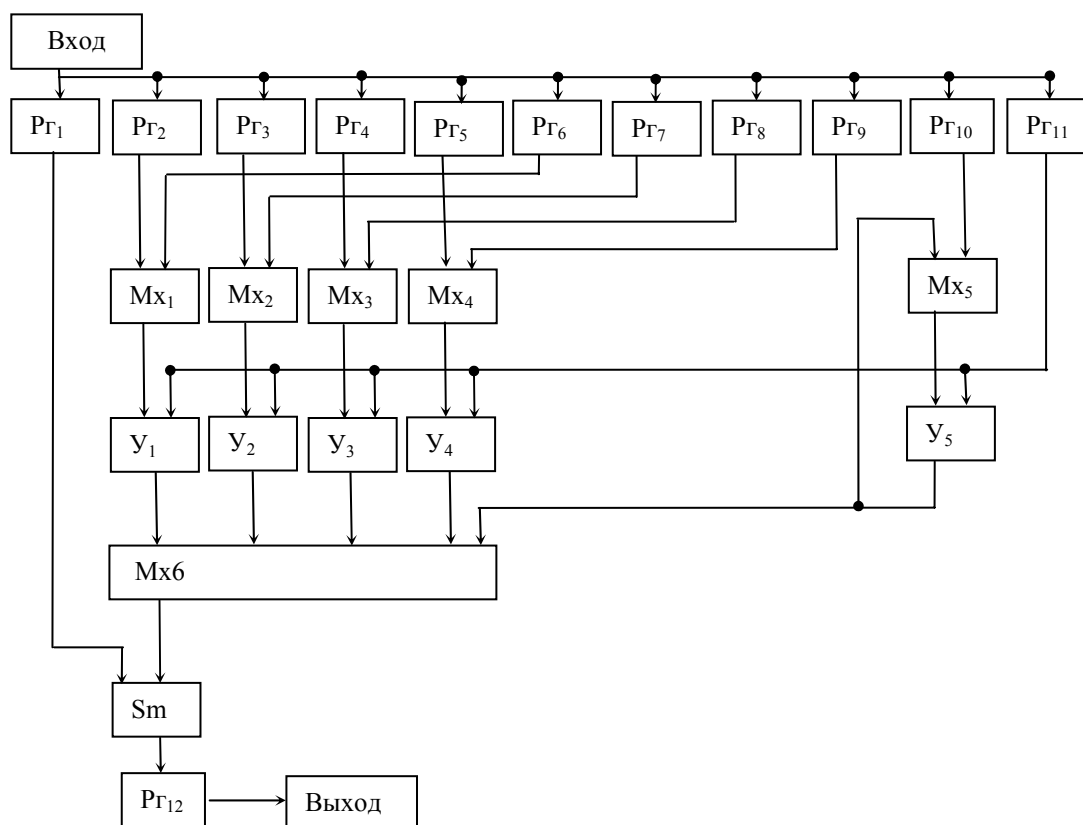 Вход
Рг1 Рг2 Рг3 Рг4 Рг5 Рг6 Рг7 Рг8 Рг9 Рг10 Рг11
Мх1 Мх2 Мх3 Мх4 Мх5
У1 У2 У3 У4 У5
Мх6
Sm
Рг12 Выход